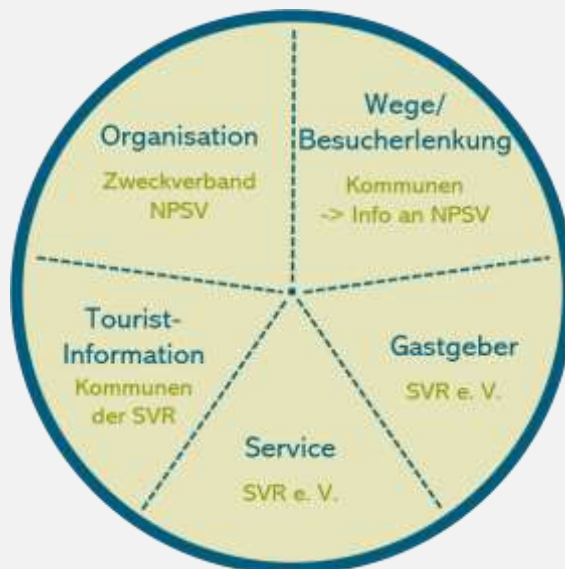 Organisation
Zweckverband
NPSV
Wege/
Besucherlenkung
Kommunen
-> Info an NPSV
Tourist-
Information
Kommunen
der SVR
Gastgeber
SVR e. V.
Service
SVR e. V.